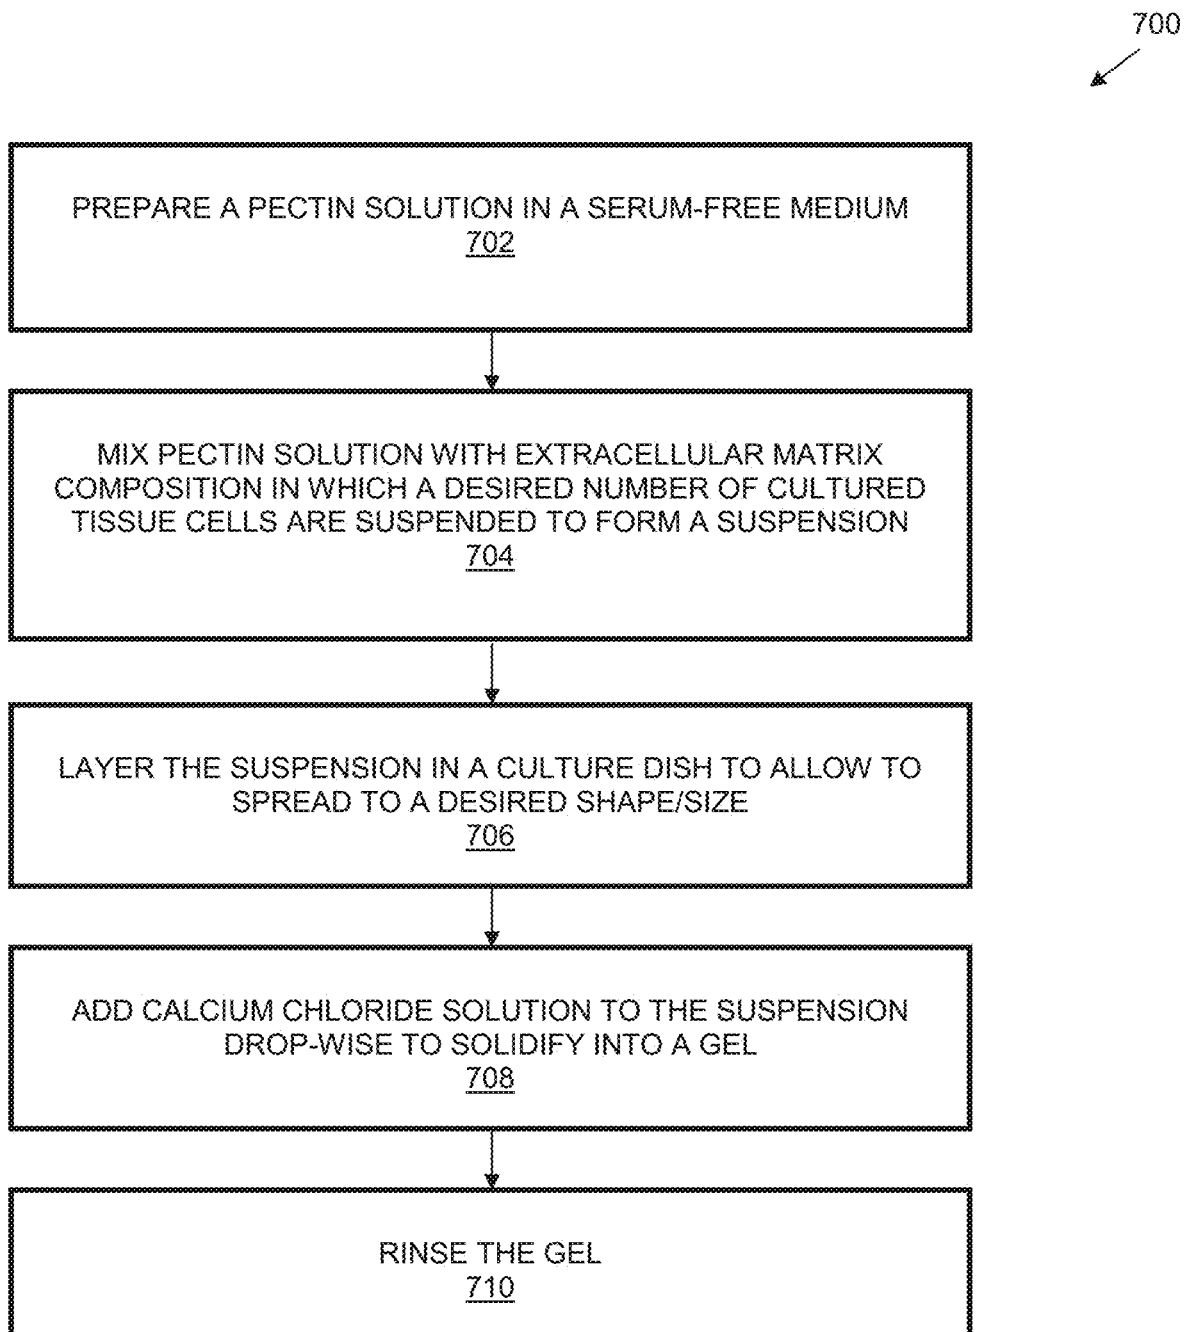 700
PREPARE A PECTIN SOLUTION IN A SERUM-FREE MEDIUM
702
MIX PECTIN SOLUTION WITH EXTRACELLULAR MATRIX
COMPOSITION IN WHICH A DESIRED NUMBER OF CULTURED
TISSUE CELLS ARE SUSPENDED TO FORM A SUSPENSION
704
LAYER THE SUSPENSION IN A CULTURE DISH TO ALLOW TO
SPREAD TO A DESIRED SHAPE/SIZE
706
ADD CALCIUM CHLORIDE SOLUTION TO THE SUSPENSION
DROP-WISE TO SOLIDIFY INTO A GEL
708
RINSE THE GEL
710